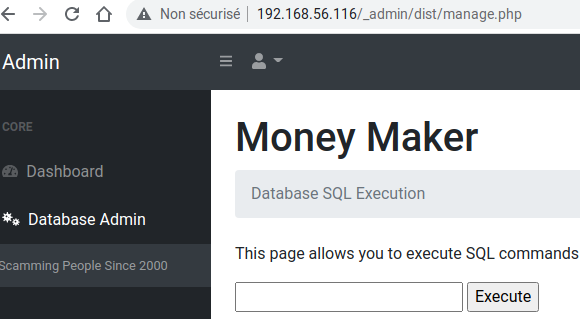 Non sécurisé | 192.168.56.116/_admin/dist/manage.php
Admin
CORE
Dashboard
Database Admin
Scamming People Since 2000
Money Maker
Database SQL Execution
This page allows you to execute SQL commands
Execute